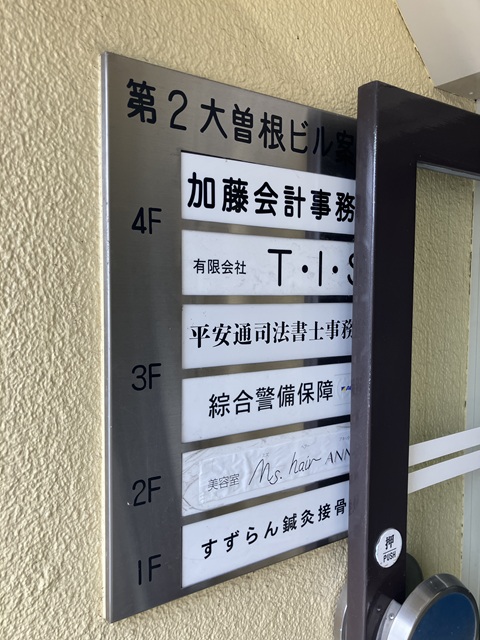 第2大曽根ビル案
4F 加藤会計事務
有限会社 T・I・S
平安通司法書士事務
3F 綜合警備保障
2F 美容室 Ms. hair ANN
1F すずらん鍼灸接骨
押
PUSH